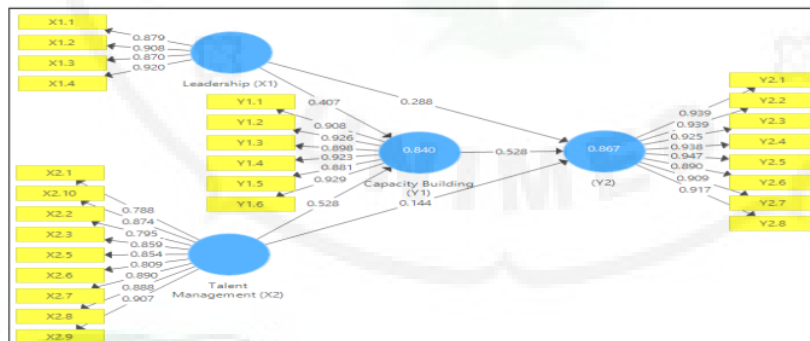 X1.1
X1.2
X1.3
X1.4
0.879
0.908
0.870
0.920
Leadership (X1)
0.407
0.288
Y1.1
Y1.2
Y1.3
Y1.4
Y1.5
Y1.6
0.908
0.926
0.898
0.923
0.881
0.929
0.840
Capacity Building
(Y1)
0.528
0.867
(Y2)
0.528
0.144
X2.1
X2.10
X2.2
X2.3
X2.5
X2.6
X2.7
X2.8
X2.9
0.788
0.874
0.795
0.859
0.854
0.809
0.890
0.888
0.907
Talent
Management (X2)
0.939
0.939
0.925
0.938
0.947
0.890
0.909
0.917
Y2.1
Y2.2
Y2.3
Y2.4
Y2.5
Y2.6
Y2.7
Y2.8